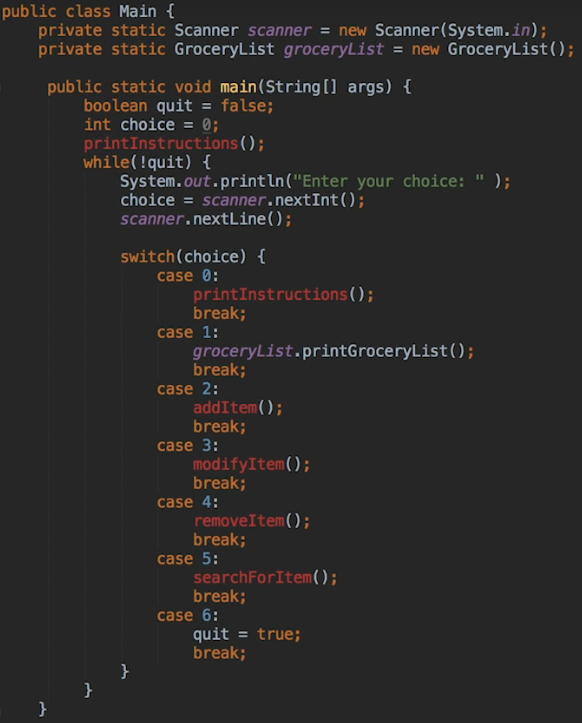 public class Main {
    private static Scanner scanner = new Scanner(System.in);
    private static GroceryList groceryList = new GroceryList();

    public static void main(String[] args) {
        boolean quit = false;
        int choice = 0;
        printInstructions();
        while(!quit) {
            System.out.println("Enter your choice: " );
            choice = scanner.nextInt();
            scanner.nextLine();

            switch(choice) {
                case 0:
                    printInstructions();
                    break;
                case 1:
                    groceryList.printGroceryList();
                    break;
                case 2:
                    addItem();
                    break;
                case 3:
                    modifyItem();
                    break;
                case 4:
                    removeItem();
                    break;
                case 5:
                    searchForItem();
                    break;
                case 6:
                    quit = true;
                    break;
            }
        }
    }